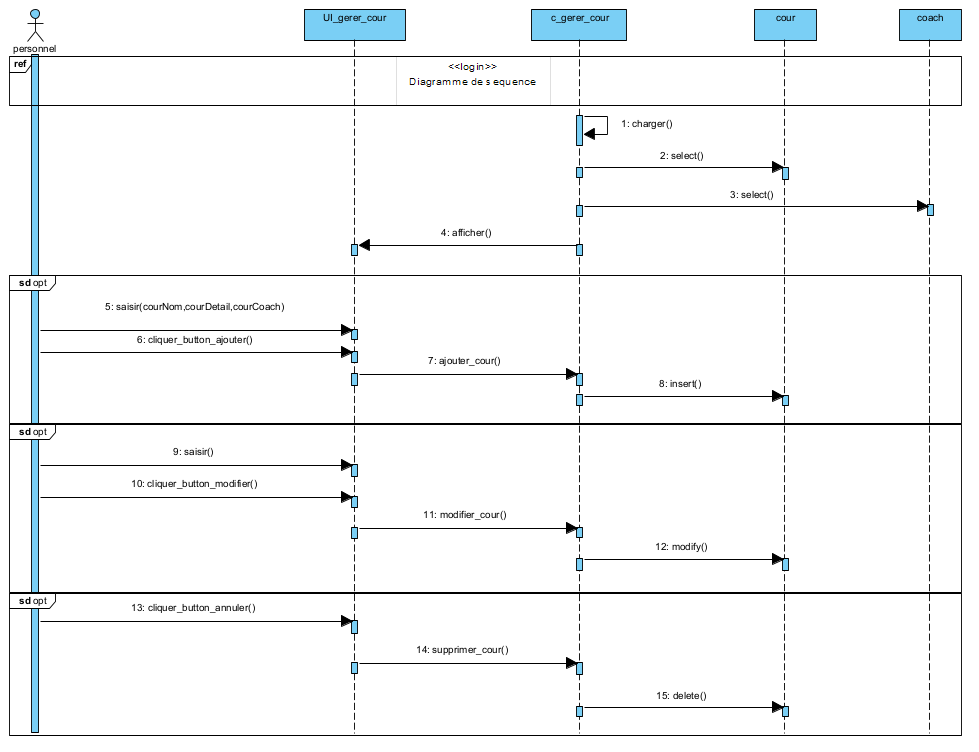 UI_gerer_cour
c_gerer_cour
cour
coach
personnel
ref
<<login>>
Diagramme de sequence
1: charger()
2: select()
3: select()
4: afficher()
sd opt
5: saisir(courNom,courDetail,courCoach)
6: cliquer_button_ajouter()
7: ajouter_cour()
8: insert()
sd opt
9: saisir()
10: cliquer_button_modifier()
11: modifier_cour()
12: modify()
sd opt
13: cliquer_button_annuler()
14: supprimer_cour()
15: delete()